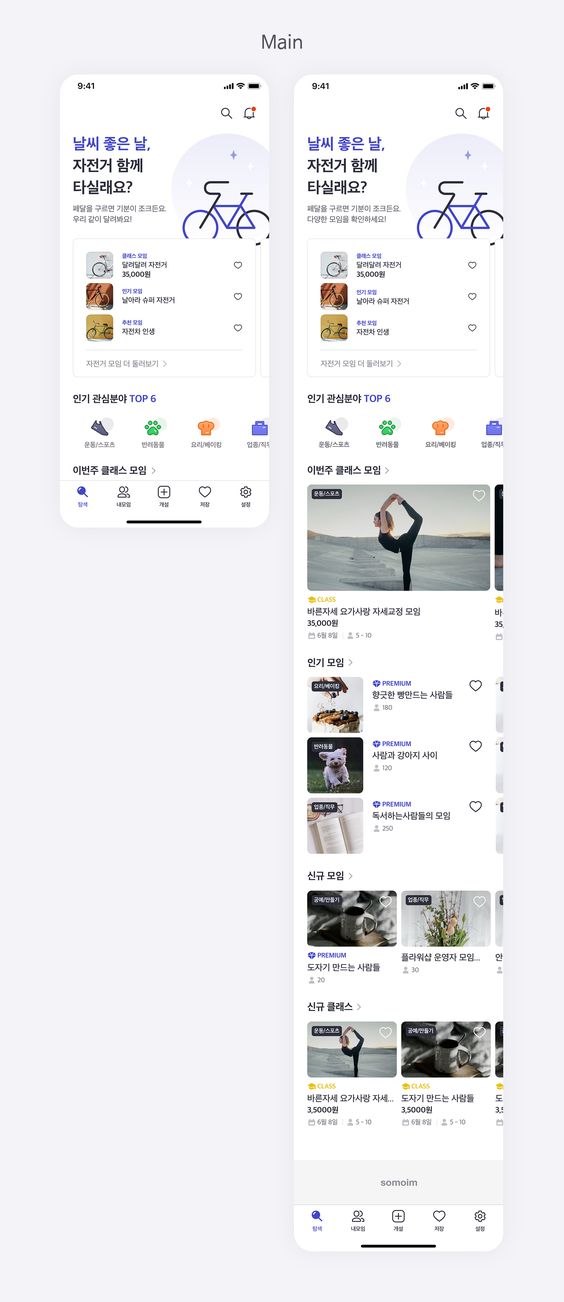 Main
9:41
날씨 좋은 날,
자전거 함께
타실래요?
페달을 구르면 기분이 조크든요.
우리 같이 달려봐요!
클래스 모임
달려달려 자전거
35,000원
인기 모임
날아라 슈퍼 자전거
추천 모임
자전차 인생
자전거 모임 더 둘러보기
인기 관심분야 TOP 6
운동/스포츠
반려동물
요리/베이킹
업종/직무
이번주 클래스 모임
탐색
내모임
개설
저장
설정
9:41
날씨 좋은 날,
자전거 함께
타실래요?
페달을 구르면 기분이 조크든요.
다양한 모임을 확인하세요!
클래스 모임
달려달려 자전거
35,000원
인기 모임
날아라 슈퍼 자전거
추천 모임
자전차 인생
자전거 모임 더 둘러보기
인기 관심분야 TOP 6
운동/스포츠
반려동물
요리/베이킹
업종/직무
이번주 클래스 모임
운동/스포츠
CLASS
바른자세 요가사랑 자세교정 모임
바
35,000원
35,
6월 8일
5 - 10
인기 모임
요리/베이킹
PREMIUM
향긋한 빵만드는 사람들
180
반려동물
PREMIUM
사람과 강아지 사이
120
업종/직무
PREMIUM
독서하는사람들의 모임
250
신규 모임
공예/만들기
업종/직무
PREMIUM
플라워샵 운영자 모임...
안
도자기 만드는 사람들
30
20
신규 클래스
운동/스포츠
공예/만들기
CLASS
CLASS
바른자세 요가사랑 자세...
도자기 만드는 사람들
도
3,5000원
3,5000원
3,5
6월 8일
5 - 10
6월 8일
5 - 10
somoim
탐색
내모임
개설
저장
설정